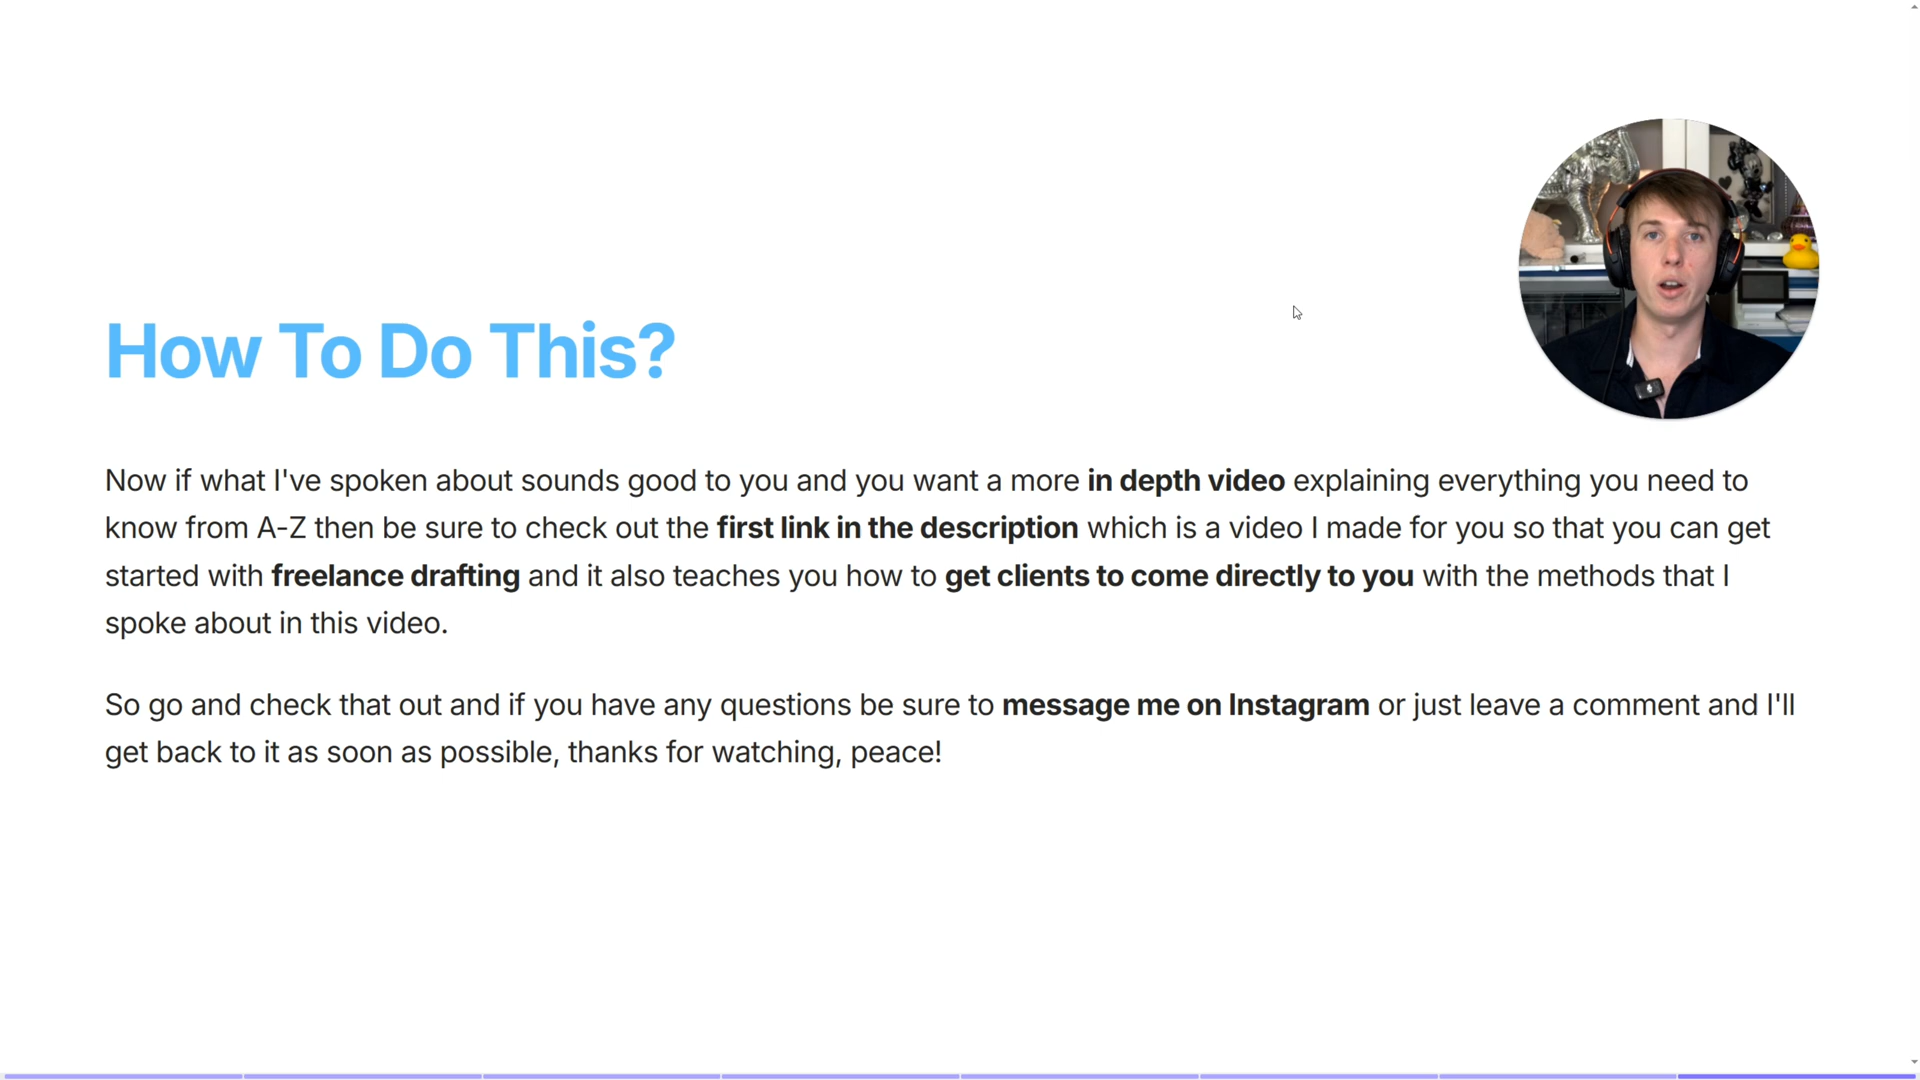 How To Do This?
Now if what I've spoken about sounds good to you and you want a more in depth video explaining everything you need to
know from A-Z then be sure to check out the first link in the description which is a video I made for you so that you can get
started with freelance drafting and it also teaches you how to get clients to come directly to you with the methods that I
spoke about in this video.
So go and check that out and if you have any questions be sure to message me on Instagram or just leave a comment and I'll
get back to it as soon as possible, thanks for watching, peace!